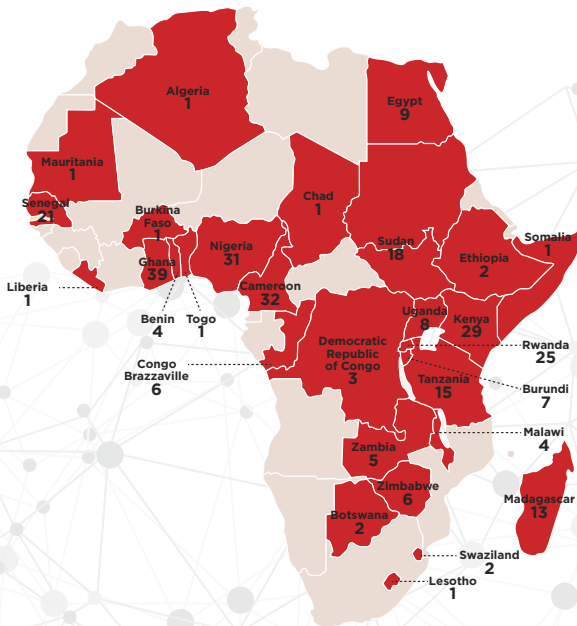 Algeria
1
Egypt
9
Mauritania
1
Senegal
21
Burkina
Faso
1
Chad
1
Sudan
18
Somalia
1
Ethiopia
2
Nigeria
31
Ghana
39
Cameroon
32
Liberia
1
Benin
4
Togo
1
Uganda
8
Kenya
29
Democratic
Republic
of Congo
3
Rwanda
25
Congo
Brazzaville
6
Tanzania
15
Burundi
7
Malawi
4
Zambia
5
Zimbabwe
6
Madagascar
13
Botswana
2
Swaziland
2
Lesotho
1